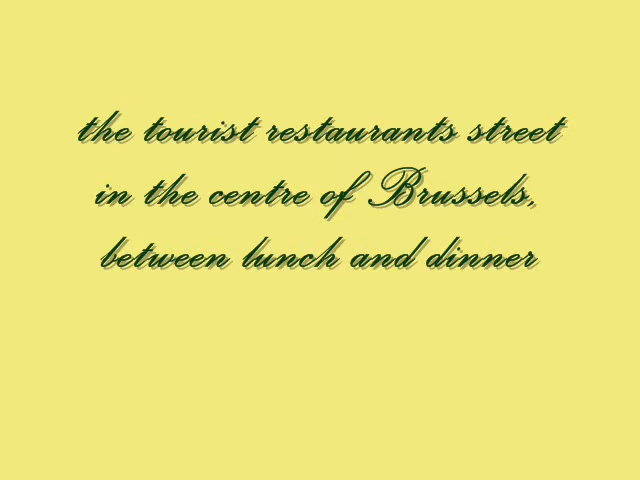 the tourist restaurants street
in the centre of Brussels,
between lunch and dinner